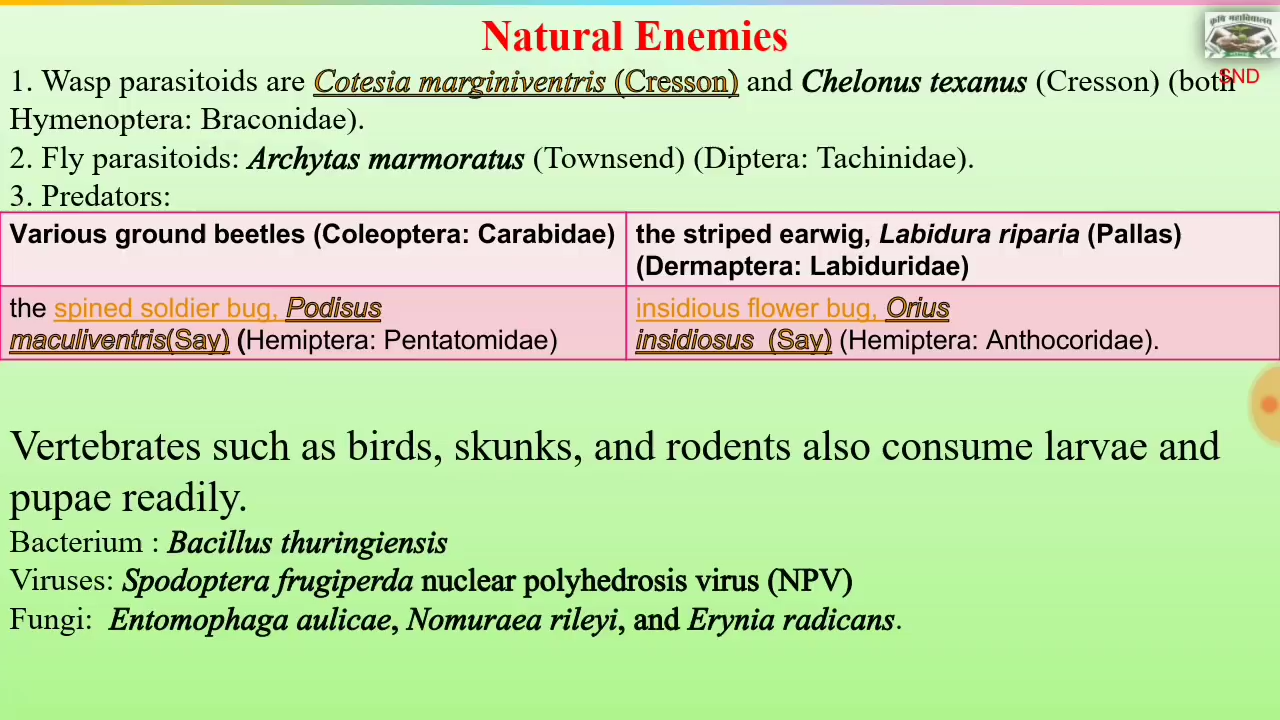 Natural Enemies
कृषि महाविद्यालय
SND
1. Wasp parasitoids are Cotesia marginiventris (Cresson) and Chelonus texanus (Cresson) (both
Hymenoptera: Braconidae).
2. Fly parasitoids: Archytas marmoratus (Townsend) (Diptera: Tachinidae).
3. Predators:
Various ground beetles (Coleoptera: Carabidae)
the striped earwig, Labidura riparia (Pallas)
(Dermaptera: Labiduridae)
the spined soldier bug, Podisus
maculiventris(Say) (Hemiptera: Pentatomidae)
insidious flower bug, Orius
insidiosus (Say) (Hemiptera: Anthocoridae).
Vertebrates such as birds, skunks, and rodents also consume larvae and
pupae readily.
Bacterium : Bacillus thuringiensis
Viruses: Spodoptera frugiperda nuclear polyhedrosis virus (NPV)
Fungi: Entomophaga aulicae, Nomuraea rileyi, and Erynia radicans.